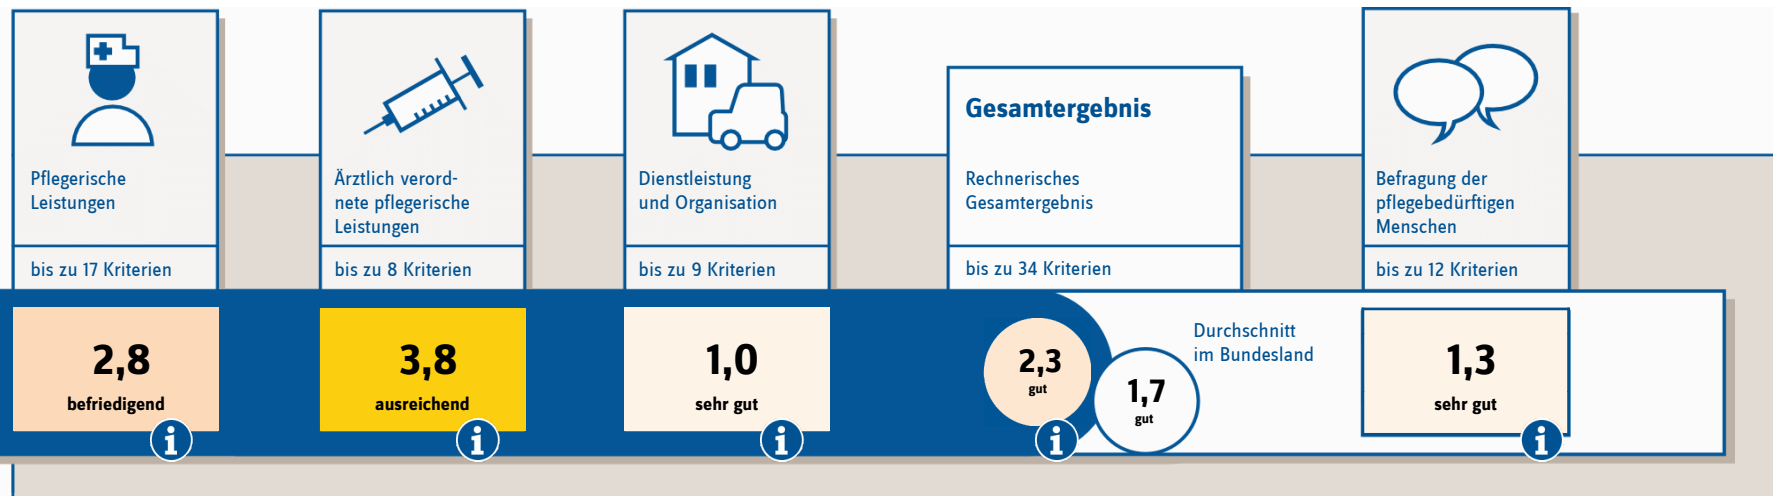 Pflegerische
Leistungen
bis zu 17 Kriterien
2,8
befriedigend
i
Ärztlich verord-
nete pflegerische
Leistungen
bis zu 8 Kriterien
3,8
ausreichend
i
Dienstleistung
und Organisation
bis zu 9 Kriterien
1,0
sehr gut
i
Gesamtergebnis
Rechnerisches
Gesamtergebnis
bis zu 34 Kriterien
2,3
gut
i
1,7
gut
Durchschnitt
im Bundesland
Befragung der
pflegebedürftigen
Menschen
bis zu 12 Kriterien
1,3
sehr gut
i